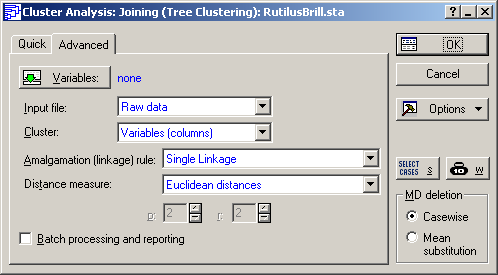 Cluster Analysis: Joining (Tree Clustering): RutilusBrill.sta
Quick Advanced
Variables: none
Input file: Raw data
Cluster: Variables (columns)
Amalgamation (linkage) rule: Single Linkage
Distance measure: Euclidean distances
p: 2 r: 2
Batch processing and reporting
OK
Cancel
Options
SELECT CASES S W
MD deletion
Casewise
Mean substitution